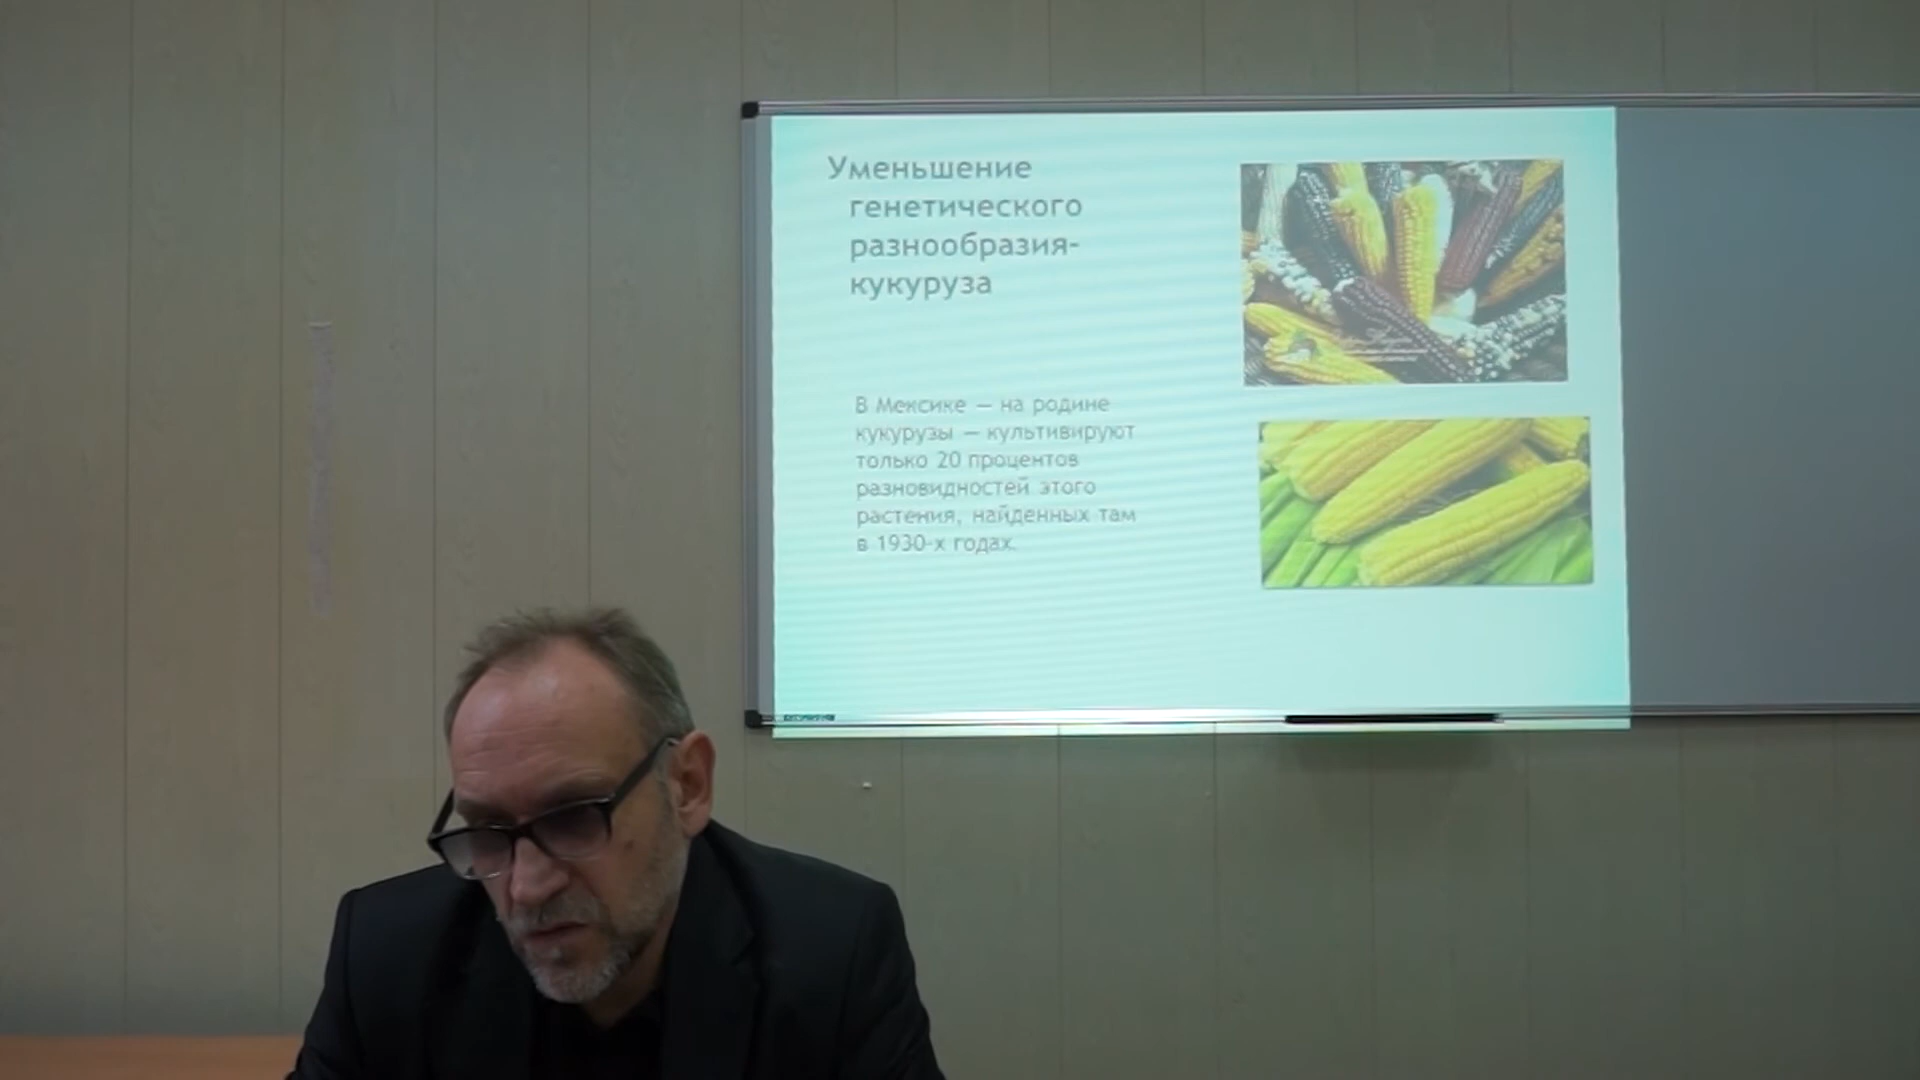 Уменьшение
генетического
разнообразия-
кукуруза
В Мексике — на родине
кукурузы — культивируют
только 20 процентов
разновидностей этого
растения, найденных там
в 1930-х годах.